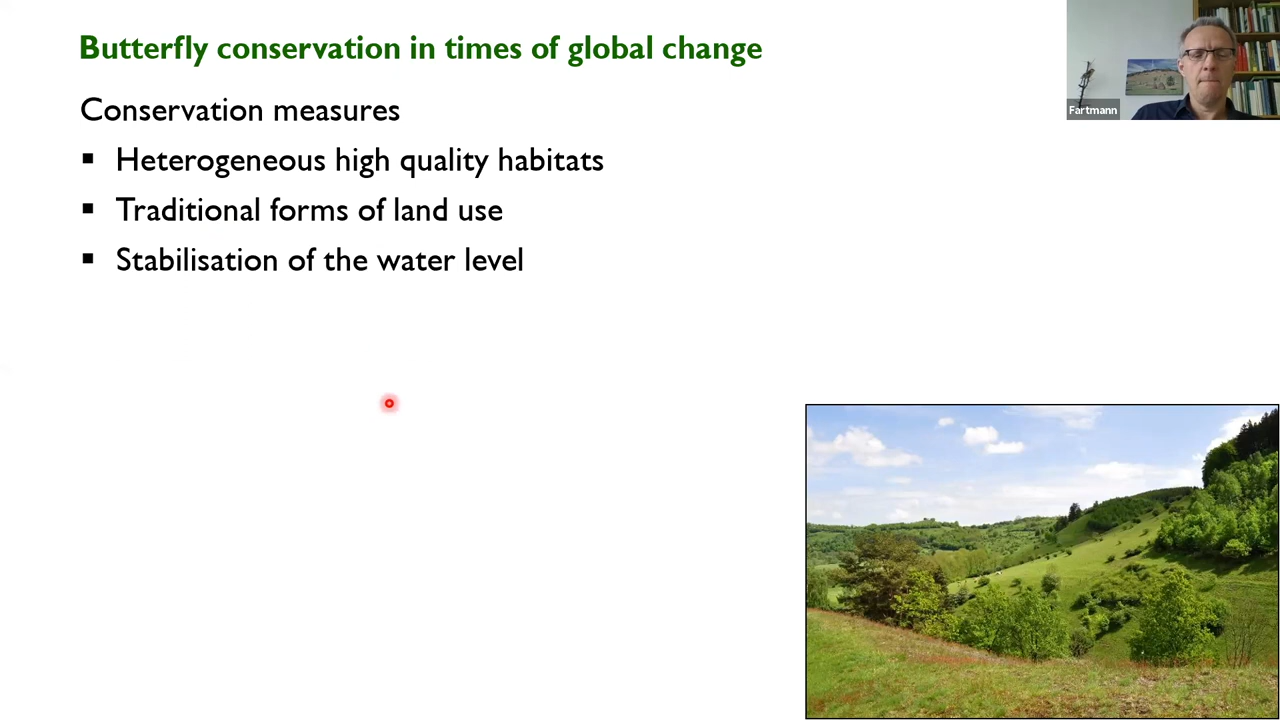 Butterfly conservation in times of global change
Conservation measures
▪ Heterogeneous high quality habitats
▪ Traditional forms of land use
▪ Stabilisation of the water level
Fartmann